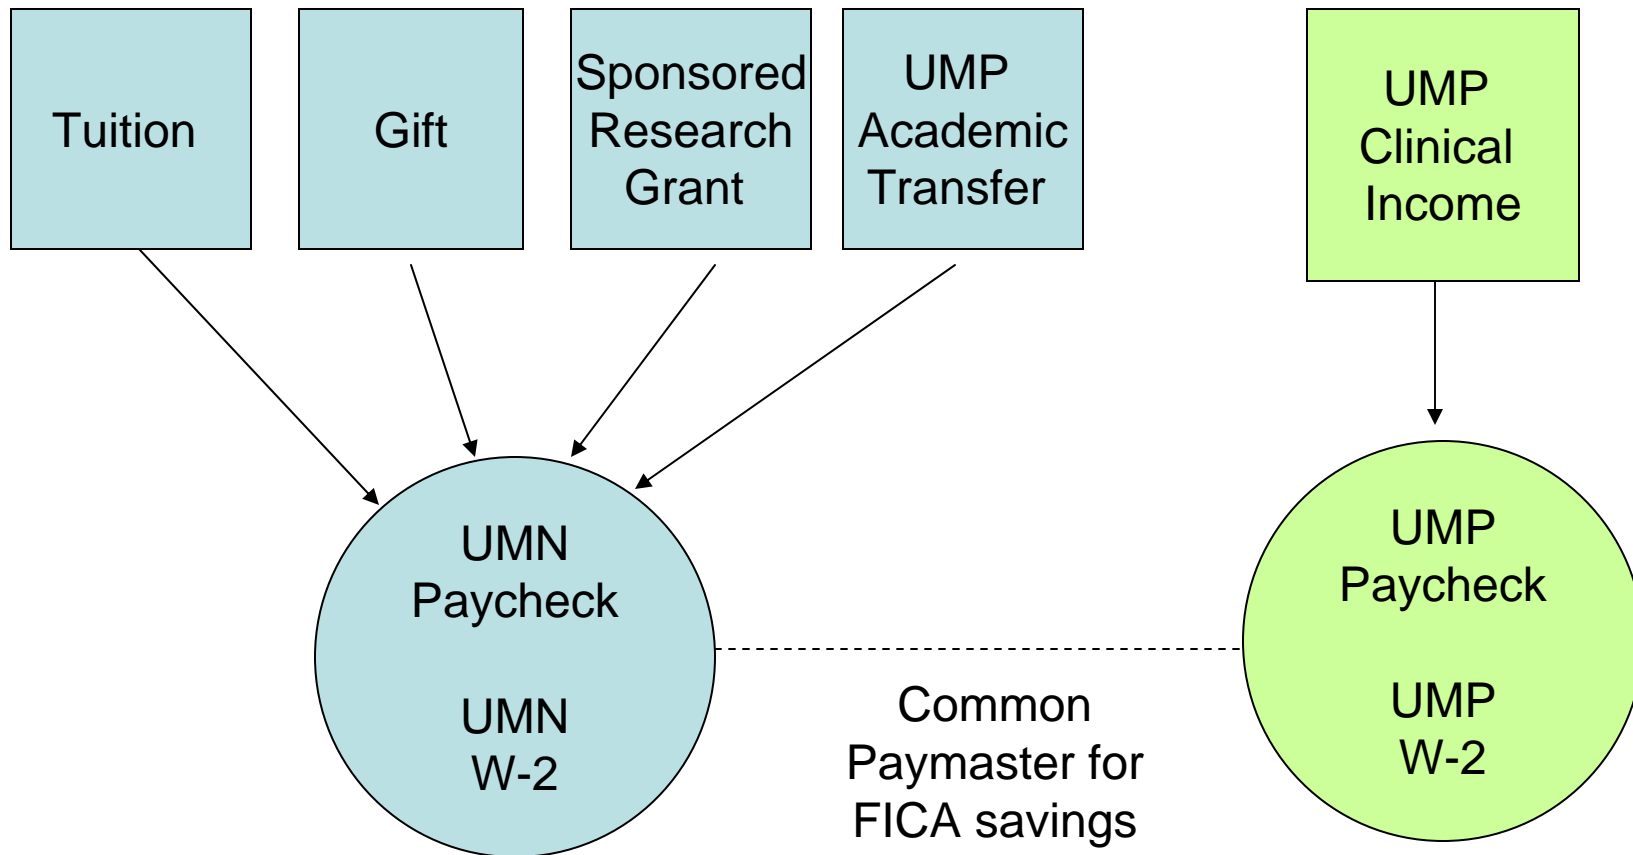 Tuition
Gift
Sponsored
Research
Grant
UMP
Academic
Transfer
UMP
Clinical
Income
UMN
Paycheck
UMN
W-2
Common
Paymaster for
FICA savings
UMP
Paycheck
UMP
W-2